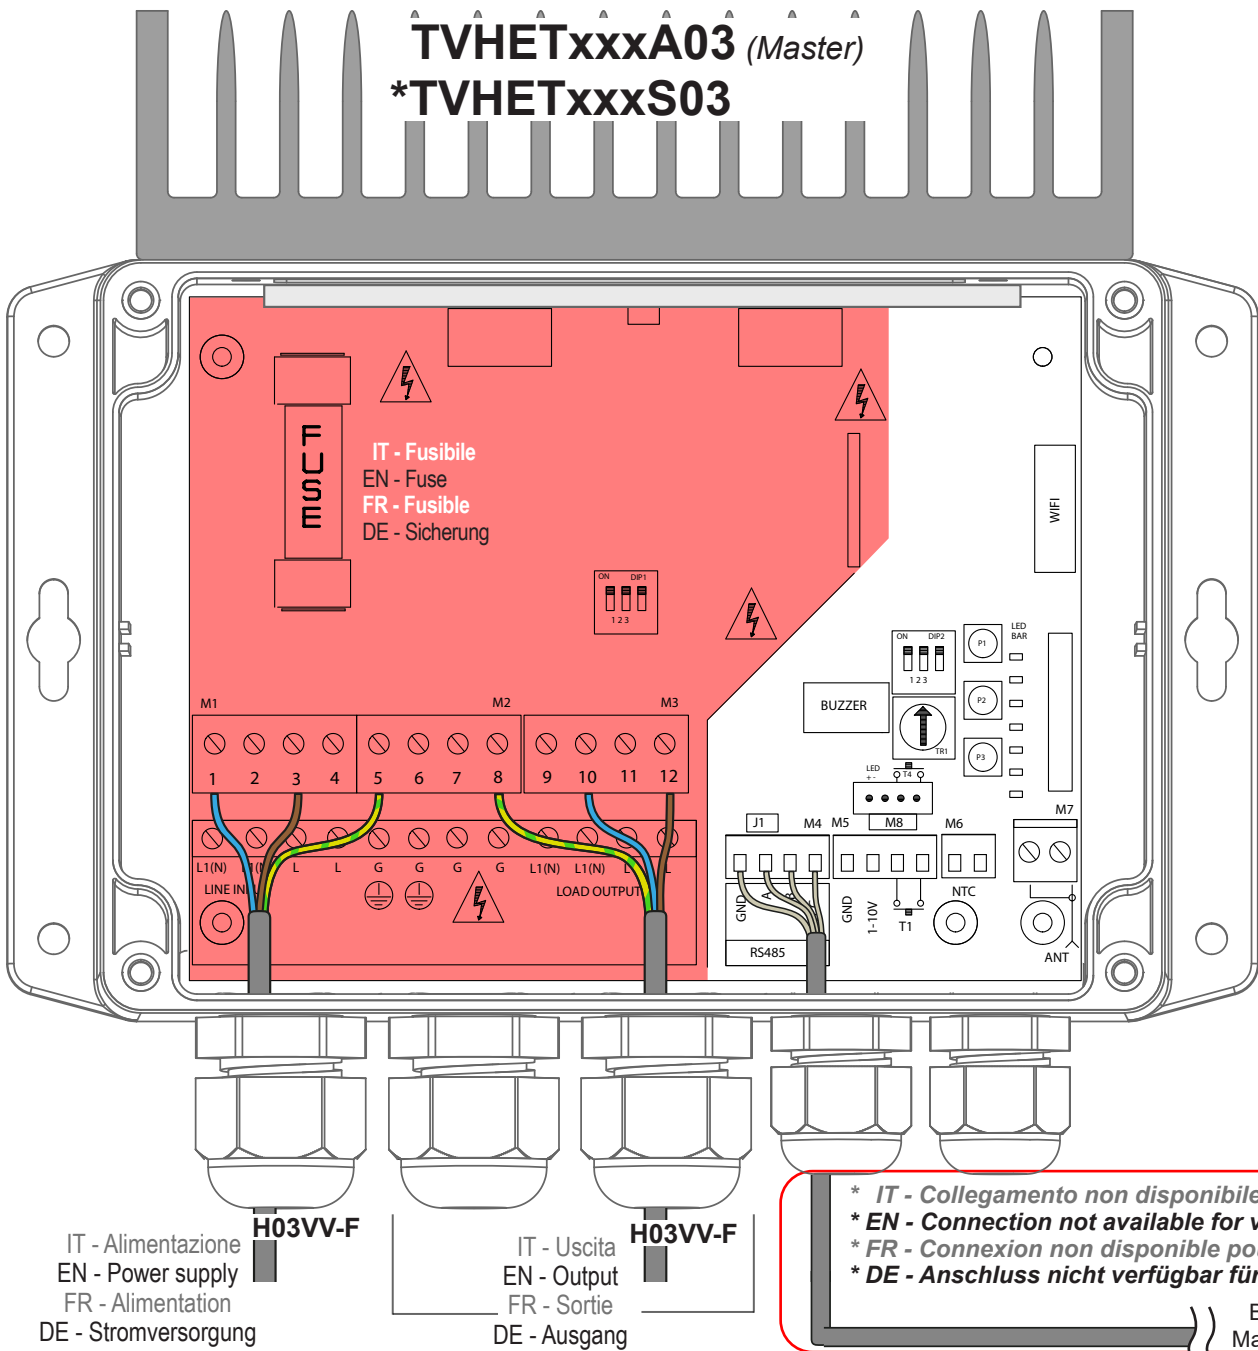 TVHETxxxA03 (Master)
*TVHETxxxS03
FUSE
IT - Fusibile
EN - Fuse
FR - Fusible
DE - Sicherung
WIFI
ON DIP1
1 2 3
ON DIP2
1 2 3
P1
LED
BAR
BUZZER
P2
TR1
P3
LED
+ -
T4
M1
M2
M3
1 2 3 4 5 6 7 8 9 10 11 12
J1
M4
M5
M8
M6
M7
L1(N) L1(N L L G G G G L1(N) L1(N) L L
LINE IN
LOAD OUTPUT
GND
A
B
GND
1-10V
T1
NTC
ANT
RS485
H03VV-F
H03VV-F
IT - Alimentazione
EN - Power supply
FR - Alimentation
DE - Stromversorgung
IT - Uscita
EN - Output
FR - Sortie
DE - Ausgang
* IT - Collegamento non disponibile
* EN - Connection not available for v
* FR - Connexion non disponible pou
* DE - Anschluss nicht verfügbar für
E
Ma